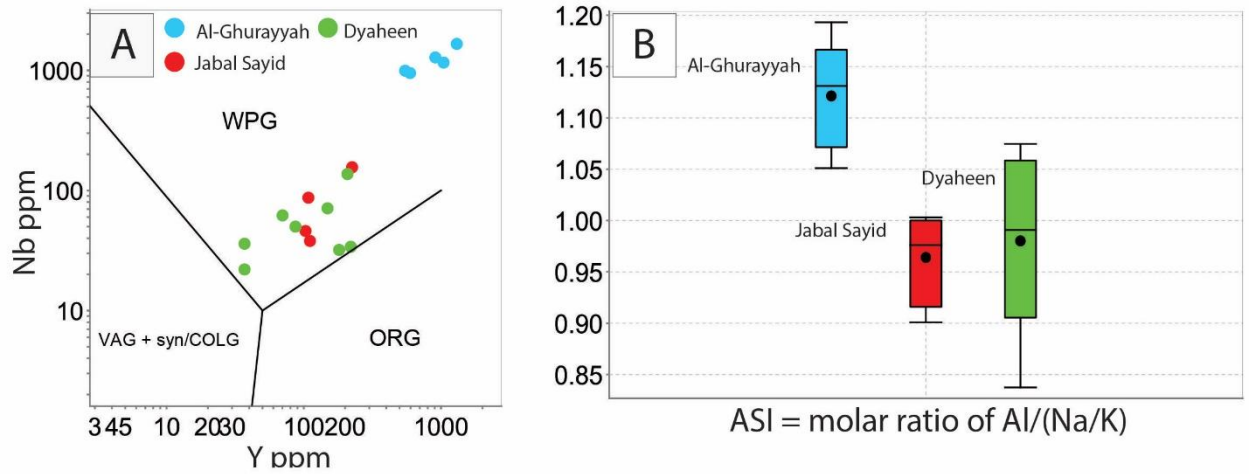 A
Al-Ghurayyah
Dyaheen
Jabal Sayid
1000
100
10
Nb ppm
WPG
VAG + syn/COLG
ORG
3 4 5 10 20 30 100 200 1000
Y ppm
B
1.20
1.15
1.10
1.05
1.00
0.95
0.90
0.85
Al-Ghurayyah
Dyaheen
Jabal Sayid
ASI = molar ratio of Al/(Na/K)